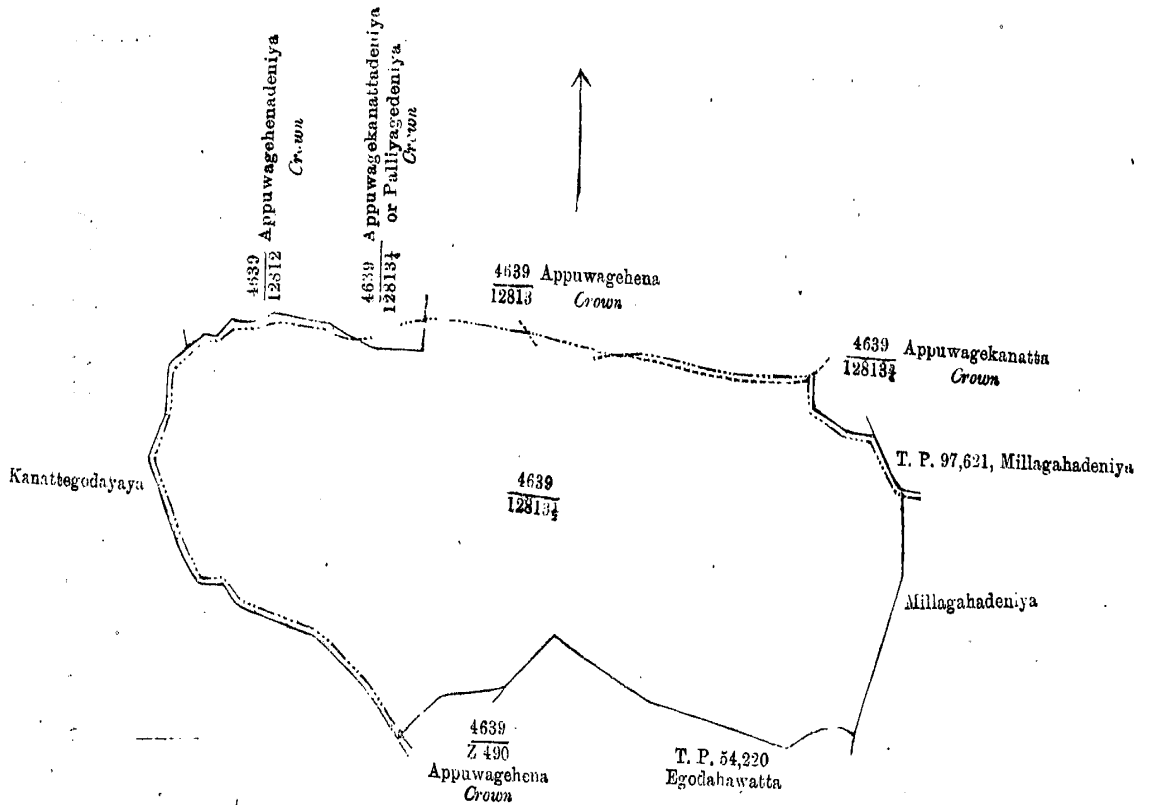 4639
12812 Appuwagehenadeniya
Crown
4639
12813¼ Appuwagekanattadeniya
or Palliyagedeniya
Crown
4639
12813 Appuwagehena
Crown
4639
12813¾ Appuwagekanatta
Crown
T. P. 97,621, Millagahadeniya
Kanattegodayaya
4639
12813½
Millagahadeniya
4639
Z 490
Appuwagehena
Crown
T. P. 54,220
Egodahawatta